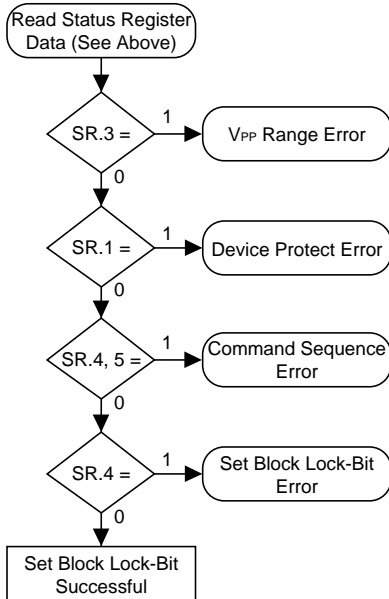 Read Status Register
Data (See Above)
SR.3 =
1
VPP Range Error
0
SR.1 =
1
Device Protect Error
0
SR.4, 5 =
1
Command Sequence
Error
0
SR.4 =
1
Set Block Lock-Bit
Error
0
Set Block Lock-Bit
Successful